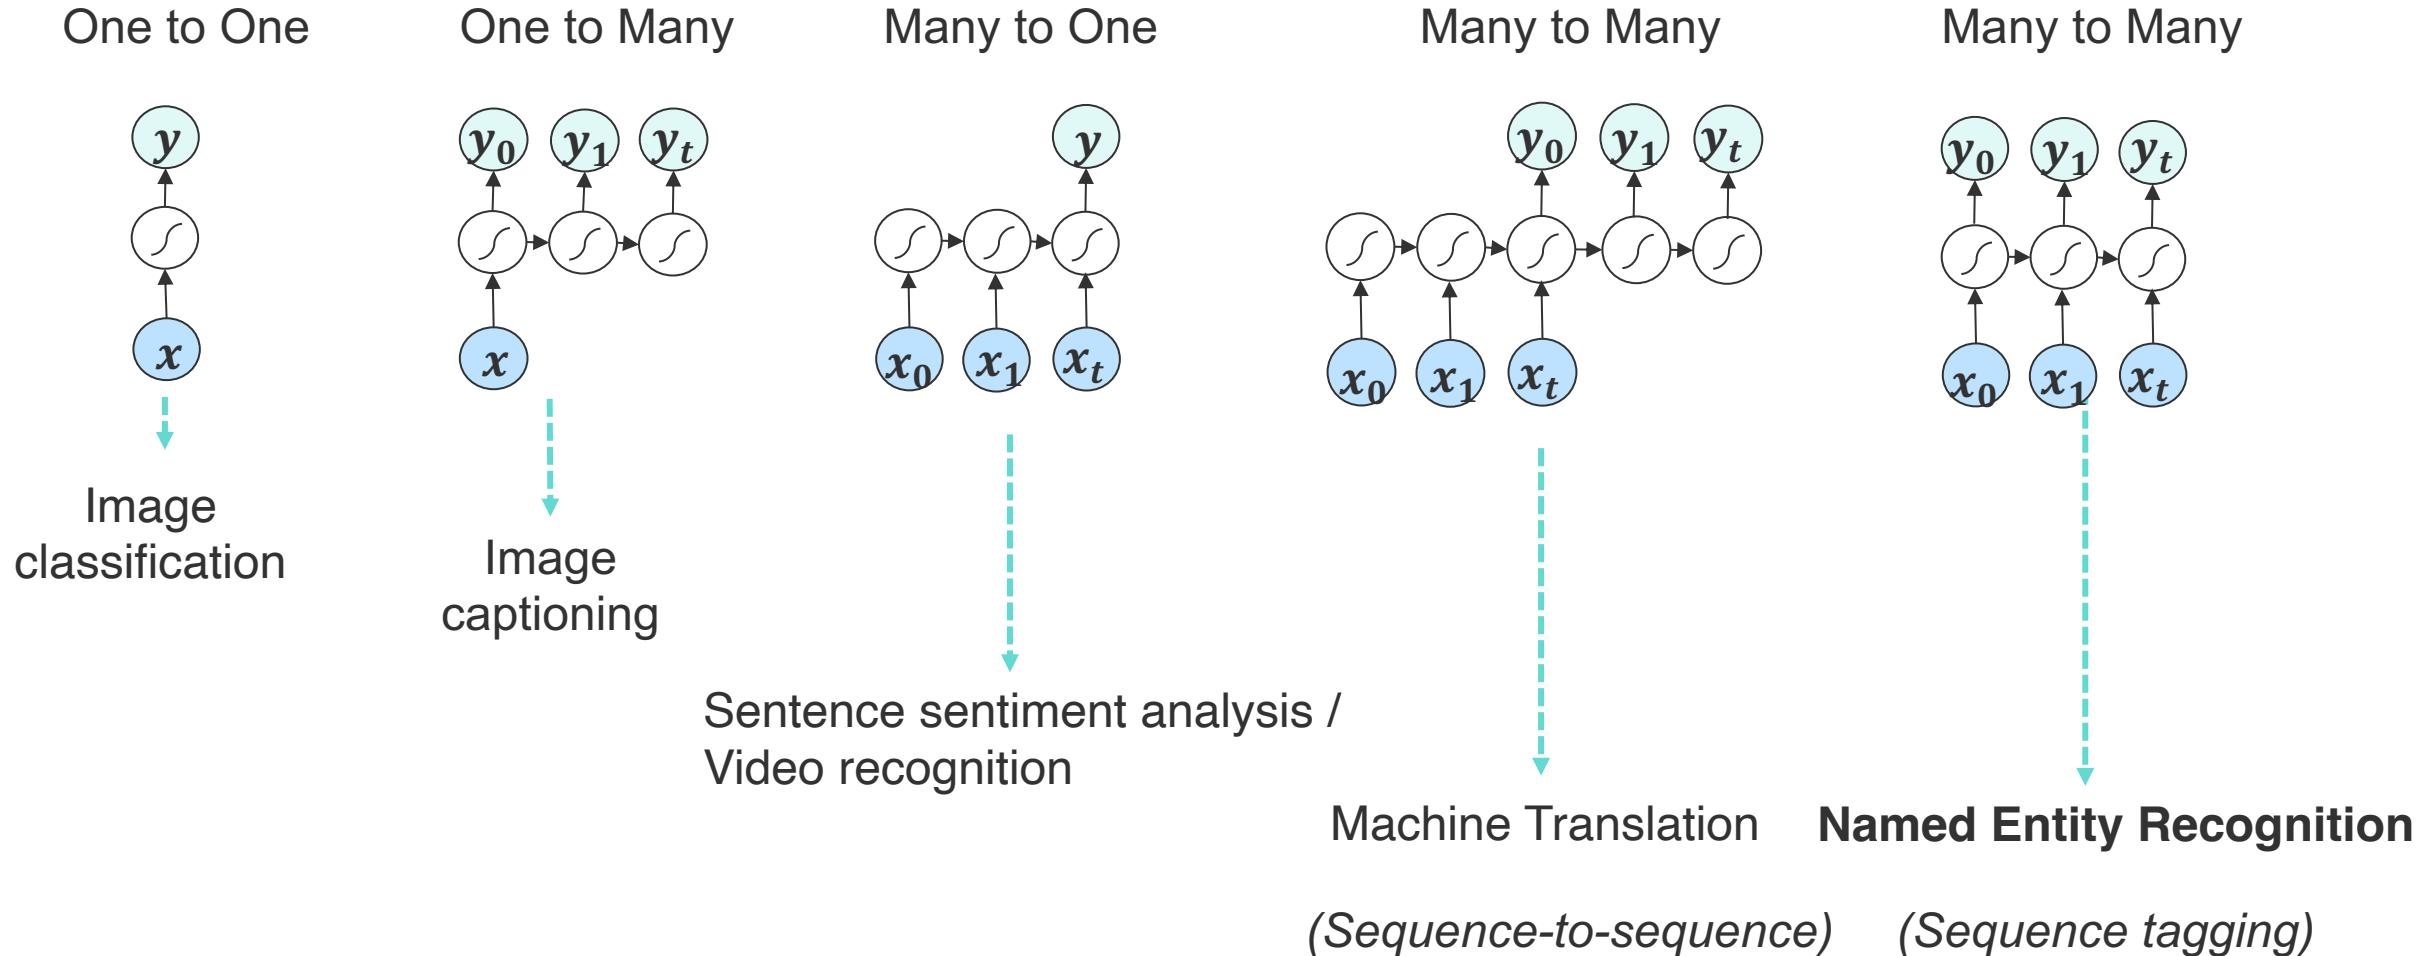 One to One
One to Many
Many to One
Many to Many
Many to Many
y
x
y0 y1 yt
x
y
x0 x1 xt
y0 y1 yt
x0 x1 xt
y0 y1 yt
x0 x1 xt
Image
classification
Image
captioning
Sentence sentiment analysis /
Video recognition
Machine Translation
(Sequence-to-sequence)
Named Entity Recognition
(Sequence tagging)